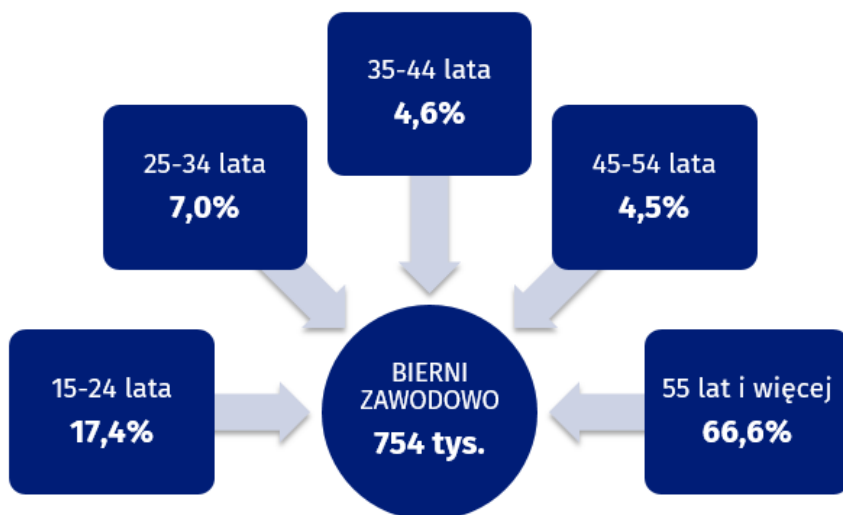 35-44 lata
4,6%
25-34 lata
7,0%
45-54 lata
4,5%
15-24 lata
17,4%
BIERNI
ZAWODOWO
754 tys.
55 lat i więcej
66,6%